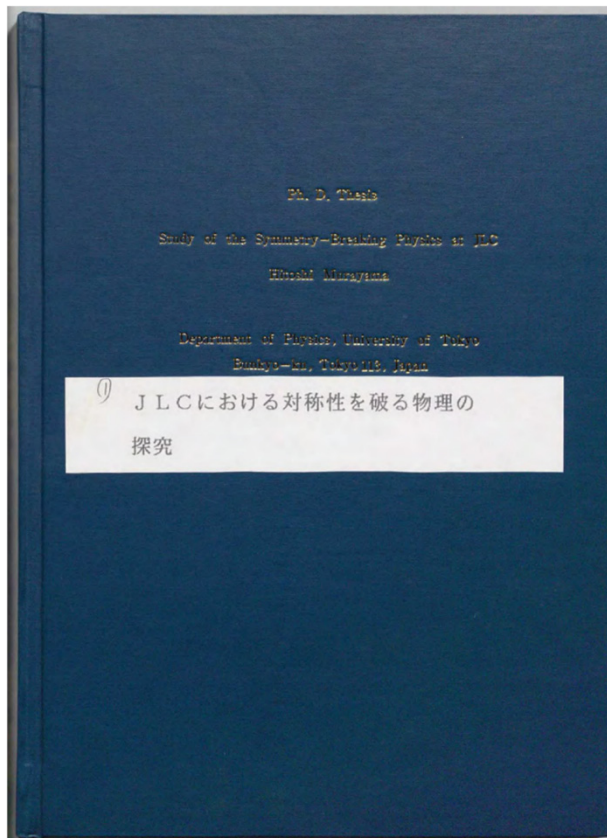 Ph. D. Thesis
Study of the Symmetry-Breaking Physics at JLC
Hitoshi Murayama
Department of Physics, University of Tokyo
Bunkyo-ku, Tokyo 113, Japan
(1)
JLCにおける対称性を破る物理の
探究